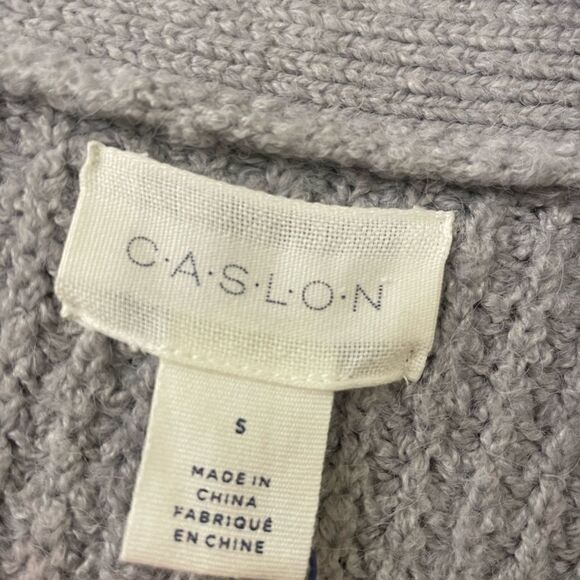 C·A·S·L·O·N
S
MADE IN
CHINA
FABRIQUÉ
EN CHINE